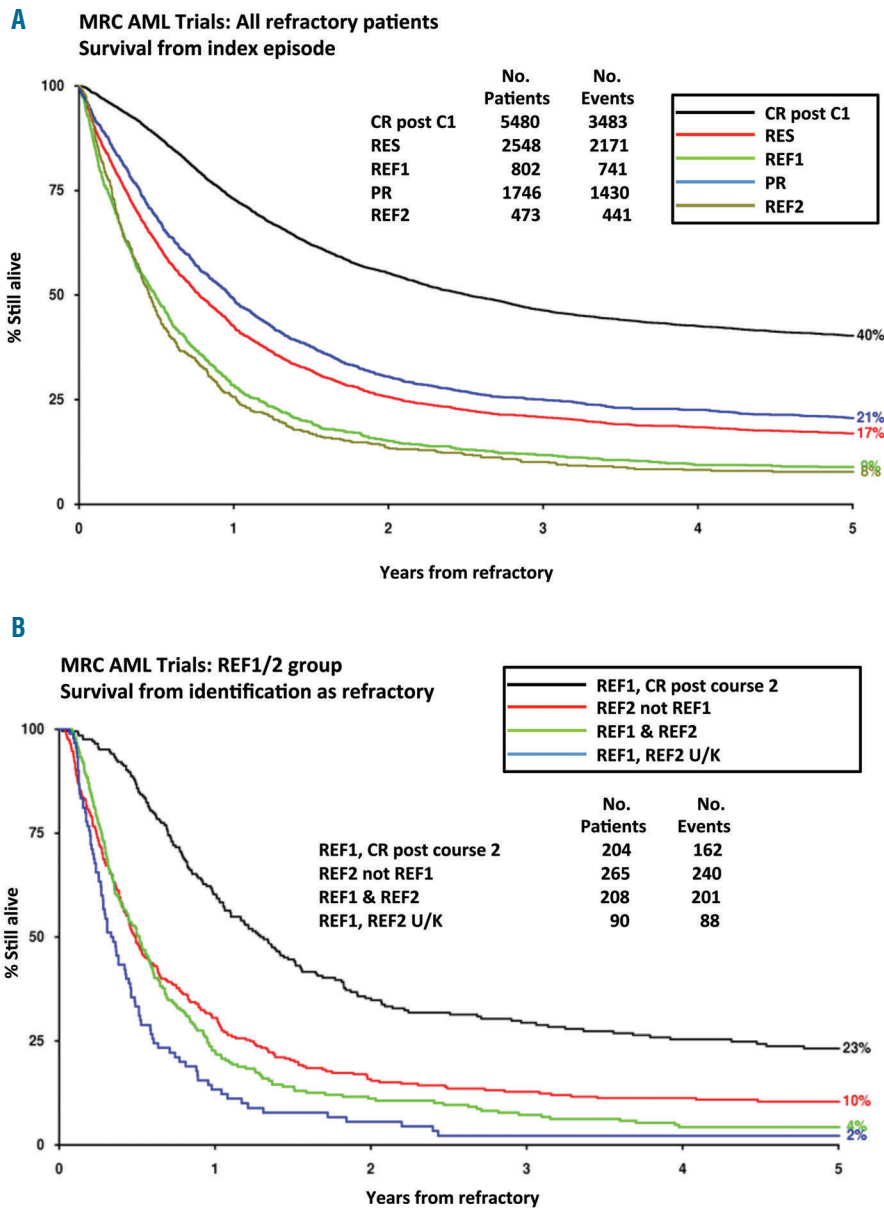 A
MRC AML Trials: All refractory patients
Survival from index episode
No. No.
Patients Events
CR post C1 5480 3483
RES 2548 2171
REF1 802 741
PR 1746 1430
REF2 473 441
CR post C1
RES
REF1
PR
REF2
% Still alive
100
75
50
25
0
40%
21%
17%
9%
8%
0 1 2 3 4 5
Years from refractory
B
MRC AML Trials: REF1/2 group
Survival from identification as refractory
REF1, CR post course 2
REF2 not REF1
REF1 & REF2
REF1, REF2 U/K
No. No.
Patients Events
REF1, CR post course 2 204 162
REF2 not REF1 265 240
REF1 & REF2 208 201
REF1, REF2 U/K 90 88
% Still alive
100
75
50
25
0
23%
10%
4%
2%
0 1 2 3 4 5
Years from refractory